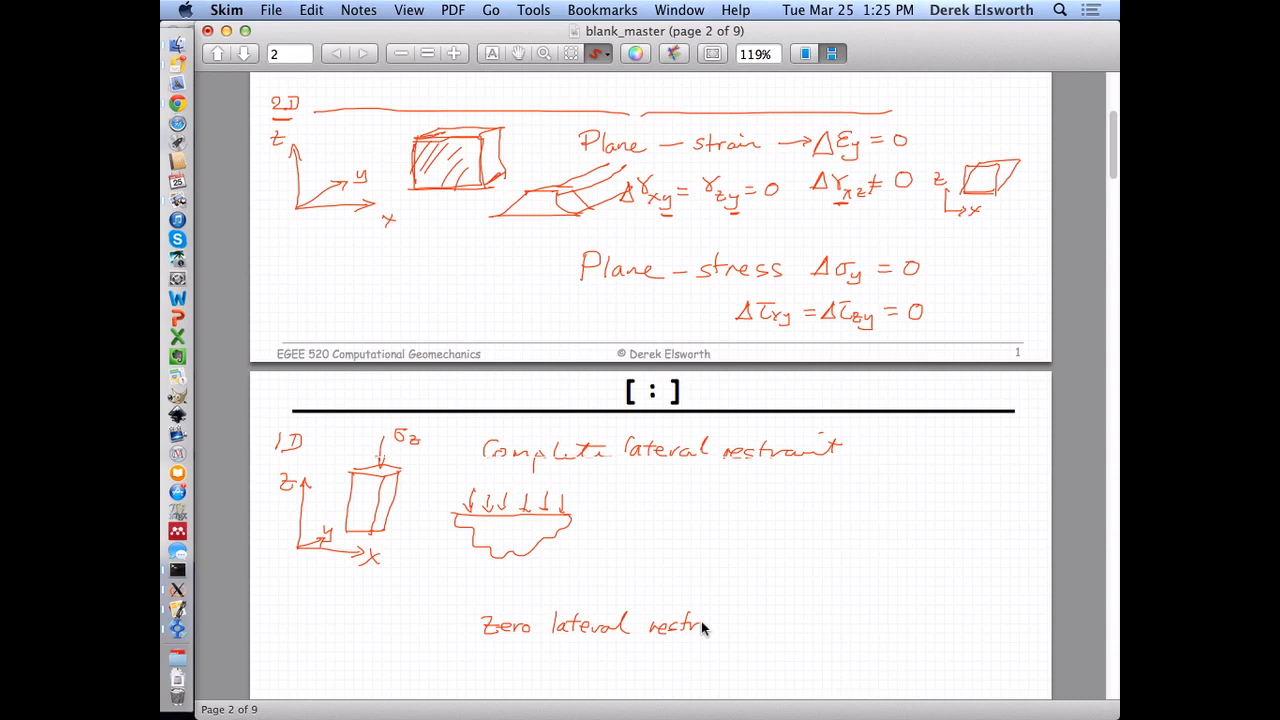 Skim File Edit Notes View PDF Go Tools Bookmarks Window Help Tue Mar 25 1:25 PM Derek Elsworth
blank_master (page 2 of 9)
2 A 119%
2D
z y x
Plane - strain → Δεy = 0
Δγxy = γzy = 0 Δγxz ≠ 0
z x
Plane - stress Δσy = 0
Δτxy = Δτzy = 0
EGEE 520 Computational Geomechanics © Derek Elsworth 1
[ : ]
1D σz Complete lateral restraint
z y x
Zero lateral restr
Page 2 of 9